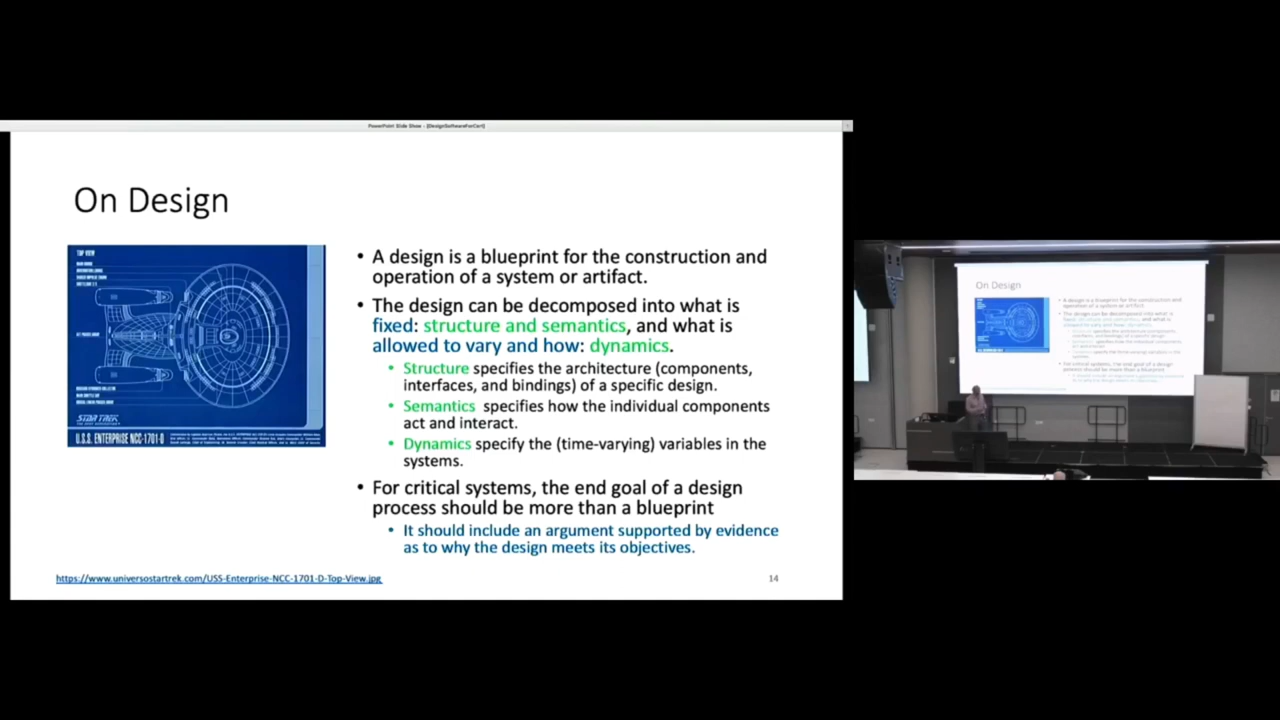 PowerPoint Slide Show - [DesignSoftwareForCert]
On Design
TOP VIEW
STAR TREK
U.S.S. ENTERPRISE NCC-1701-D
• A design is a blueprint for the construction and
operation of a system or artifact.
• The design can be decomposed into what is
fixed: structure and semantics, and what is
allowed to vary and how: dynamics.
• Structure specifies the architecture (components,
interfaces, and bindings) of a specific design.
• Semantics specifies how the individual components
act and interact.
• Dynamics specify the (time-varying) variables in the
systems.
• For critical systems, the end goal of a design
process should be more than a blueprint
• It should include an argument supported by evidence
as to why the design meets its objectives.
https://www.universostartrek.com/USS-Enterprise-NCC-1701-D-Top-View.jpg
14
On Design